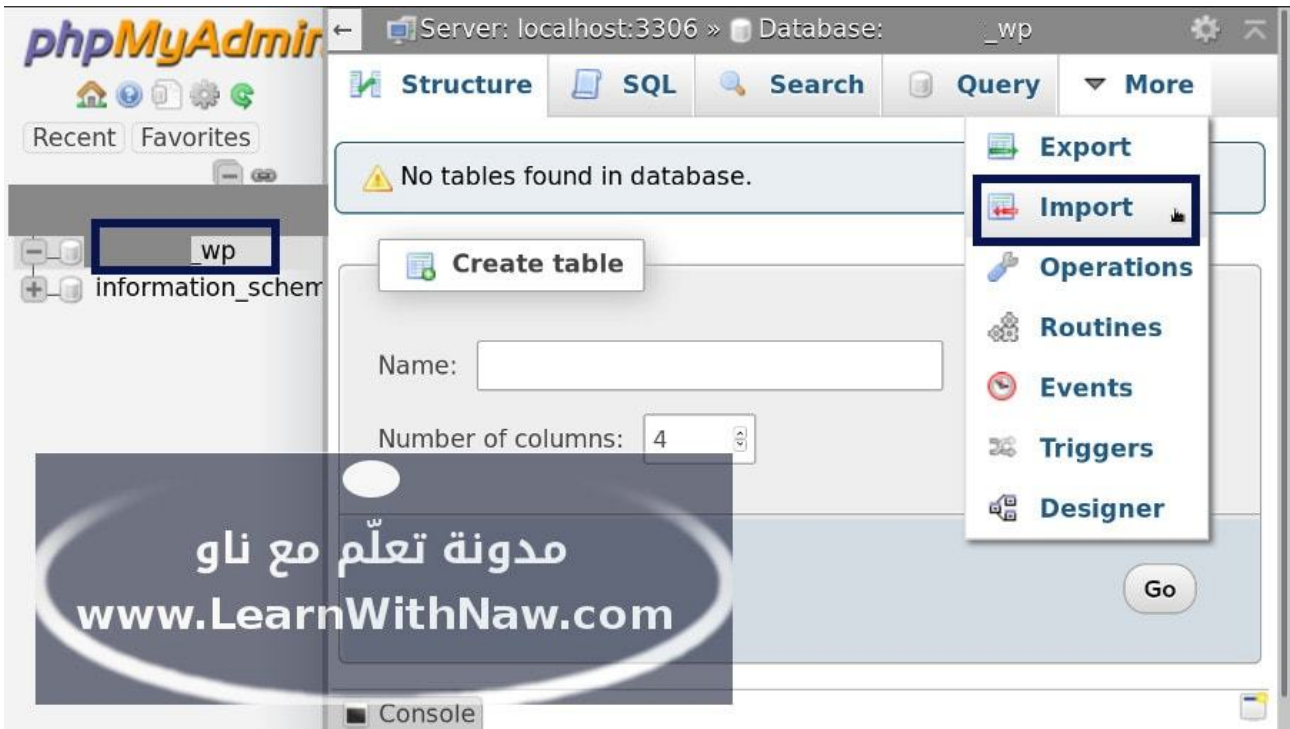 phpMyAdmin
Server: localhost:3306 » Database: _wp
Structure SQL Search Query More
Recent Favorites
Export
No tables found in database.
Import
_wp
Create table
Operations
information_schem
Routines
Name:
Events
Number of columns: 4
Triggers
Designer
مدونة تعلّم مع ناو
Go
www.LearnWithNaw.com
Console